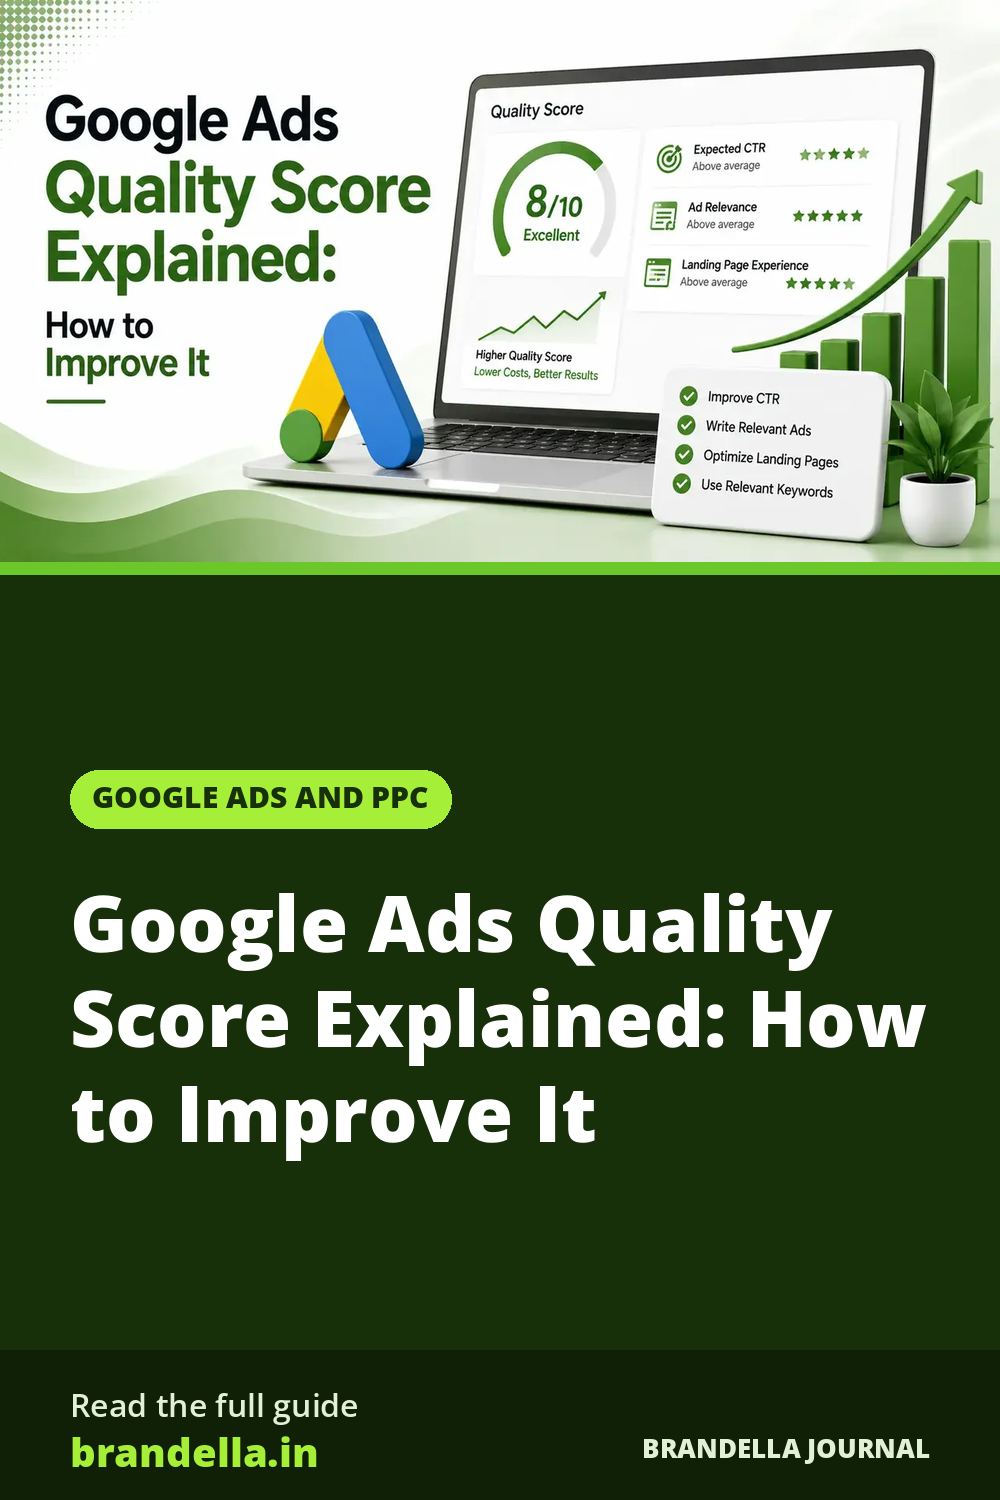 Google Ads
Quality Score
Explained:
How to
Improve It
Quality Score
8/10
Excellent
Expected CTR
Above average
Ad Relevance
Above average
Landing Page Experience
Above average
Higher Quality Score
Lower Costs, Better Results
Improve CTR
Write Relevant Ads
Optimize Landing Pages
Use Relevant Keywords
GOOGLE ADS AND PPC
Google Ads Quality
Score Explained: How
to Improve It
Read the full guide
brandella.in
BRANDELLA JOURNAL